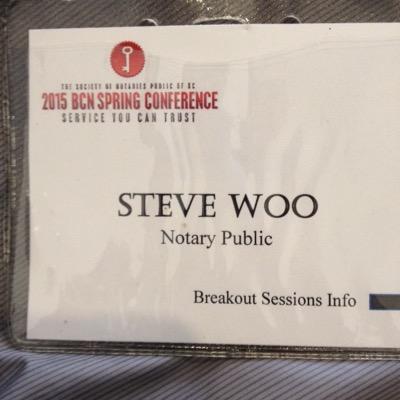 THE SOCIETY OF NOTARIES PUBLIC OF BC
2015 BCN SPRING CONFERENCE
SERVICE YOU CAN TRUST
STEVE WOO
Notary Public
Breakout Sessions Info